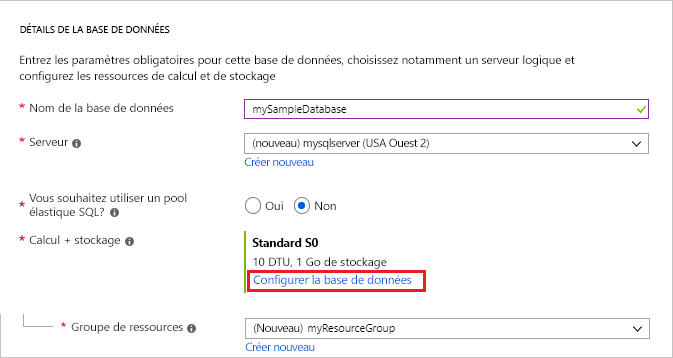 DÉTAILS DE LA BASE DE DONNÉES
Entrez les paramètres obligatoires pour cette base de données, choisissez notamment un serveur logique et
configurez les ressources de calcul et de stockage
* Nom de la base de données
mySampleDatabase
* Serveur
(nouveau) mysqlserver (USA Ouest 2)
Créer nouveau
* Vous souhaitez utiliser un pool
élastique SQL?
Oui
Non
* Calcul + stockage
Standard S0
10 DTU, 1 Go de stockage
Configurer la base de données
* Groupe de ressources
(Nouveau) myResourceGroup
Créer nouveau